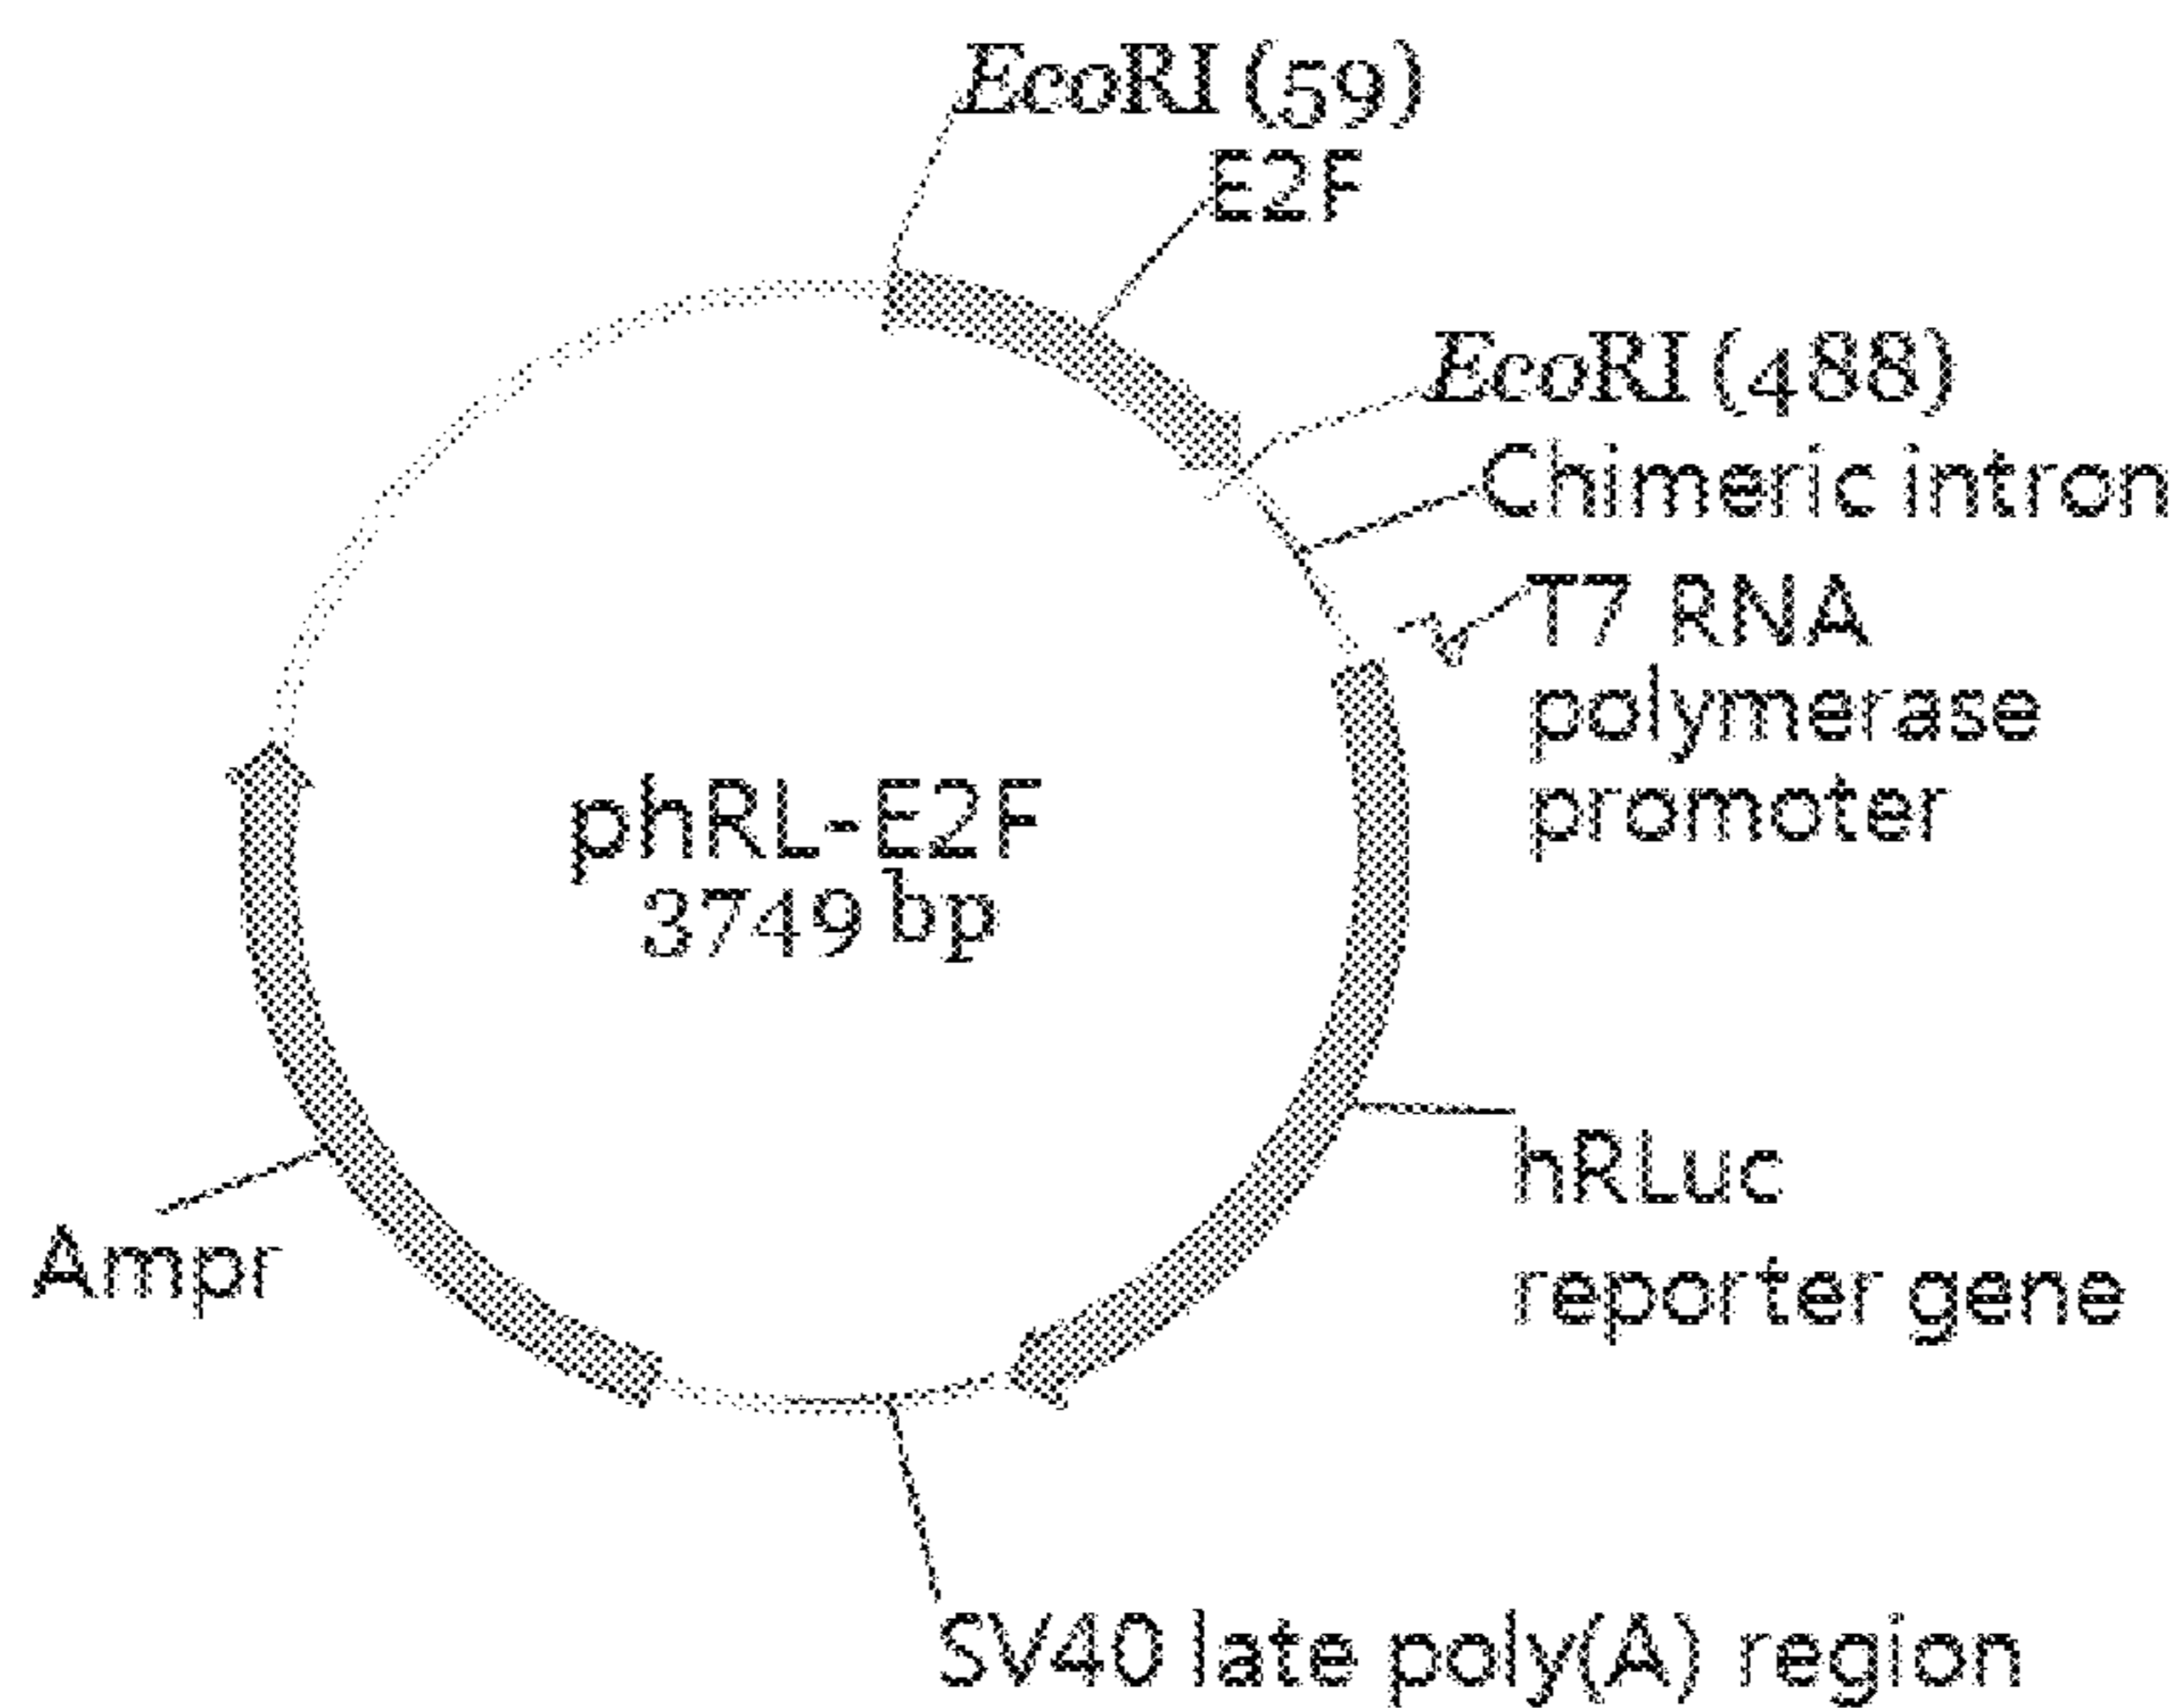 EcoRI (59)
E2F
EcoRI (488)
Chimeric intron
T7 RNA
polymerase
promoter
phRL-E2F
3749 bp
hRLuc
reporter gene
Ampr
SV40 late poly(A) region